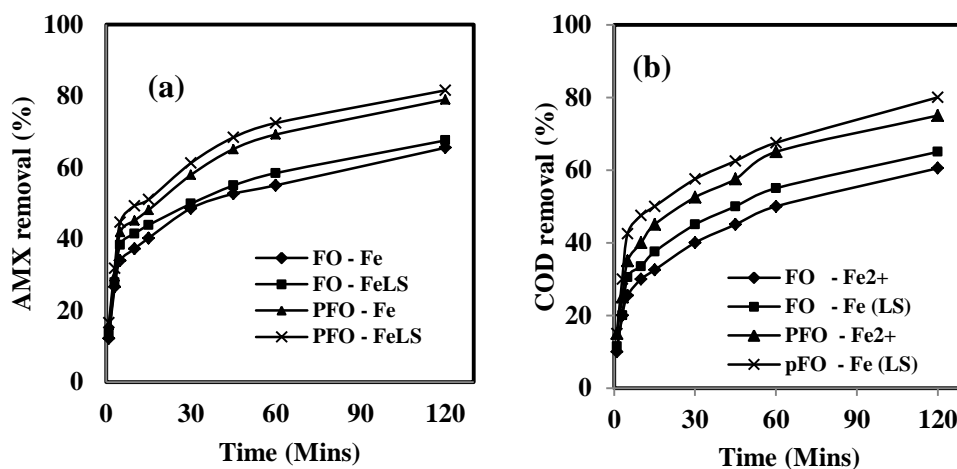 100
80
60
40
20
0
AMX removal (%)
(a)
FO - Fe
FO - FeLS
PFO - Fe
PFO - FeLS
0 30 60 90 120
Time (Mins)
100
80
60
40
20
0
COD removal (%)
(b)
FO - Fe2+
FO - Fe (LS)
PFO - Fe2+
pFO - Fe (LS)
0 30 60 90 120
Time (Mins)